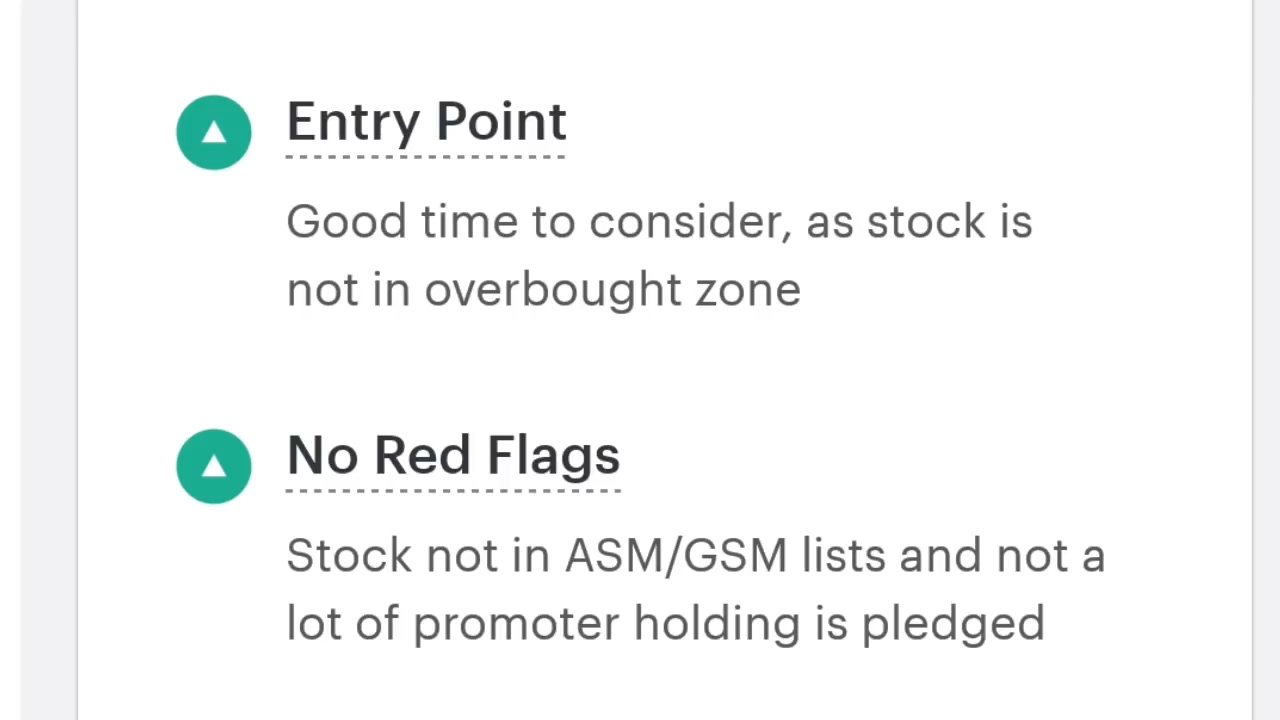 Entry Point
Good time to consider, as stock is
not in overbought zone
No Red Flags
Stock not in ASM/GSM lists and not a
lot of promoter holding is pledged